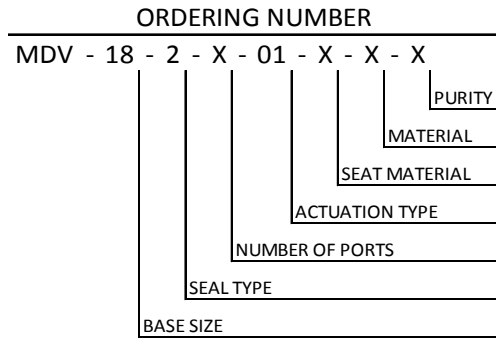 ORDERING NUMBER
MDV - 18 - 2 - X - 01 - X - X - X
PURITY
MATERIAL
SEAT MATERIAL
ACTUATION TYPE
NUMBER OF PORTS
SEAL TYPE
BASE SIZE